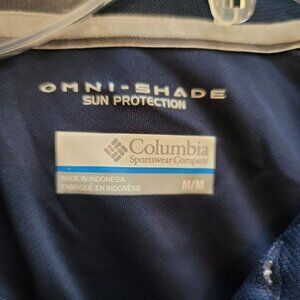 OMNI-SHADE
SUN PROTECTION
Columbia
Sportswear Company
MADE IN INDONESIA
FABRIQUÉ EN INDONÉSIE
M/M